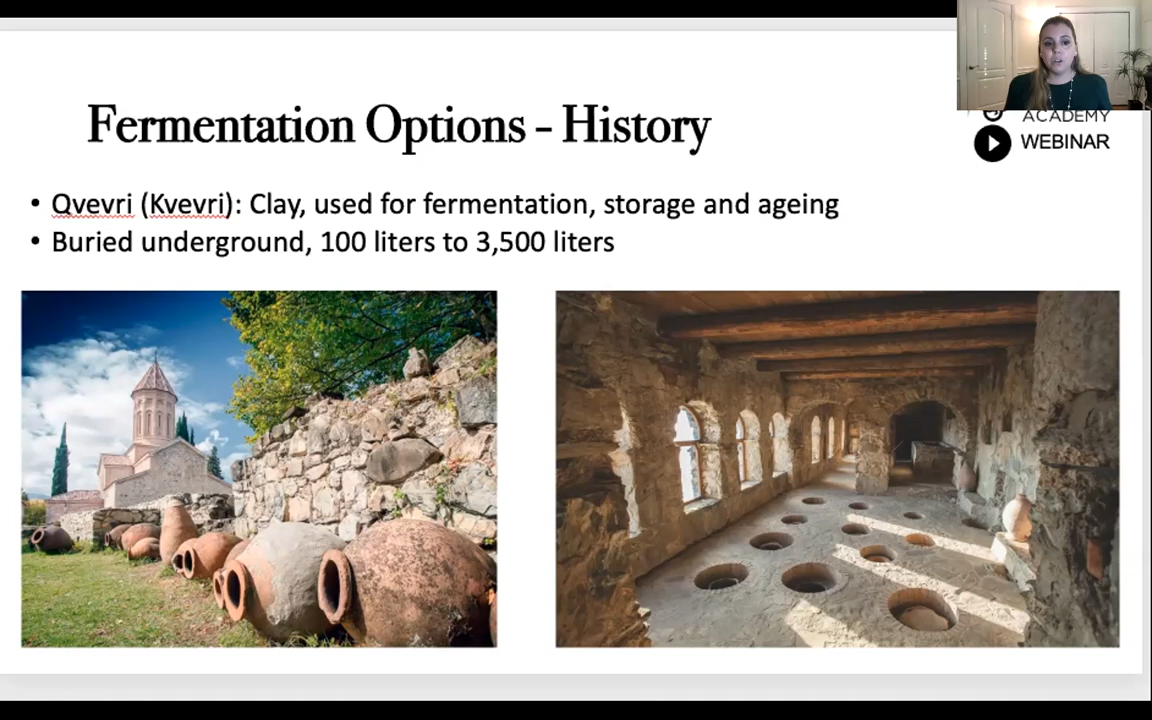 Fermentation Options - History
ACADEMY
WEBINAR
• Qvevri (Kvevri): Clay, used for fermentation, storage and ageing
• Buried underground, 100 liters to 3,500 liters